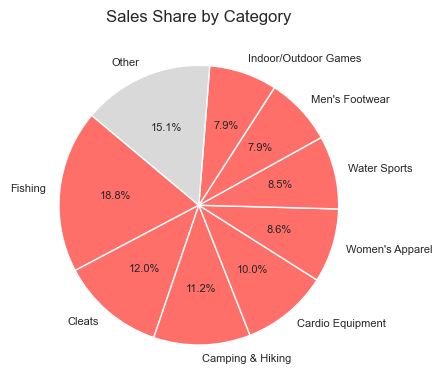 Sales Share by Category
Other
15.1%
Indoor/Outdoor Games
7.9%
Men's Footwear
7.9%
Water Sports
8.5%
Women's Apparel
8.6%
Cardio Equipment
10.0%
Camping & Hiking
11.2%
Cleats
12.0%
Fishing
18.8%